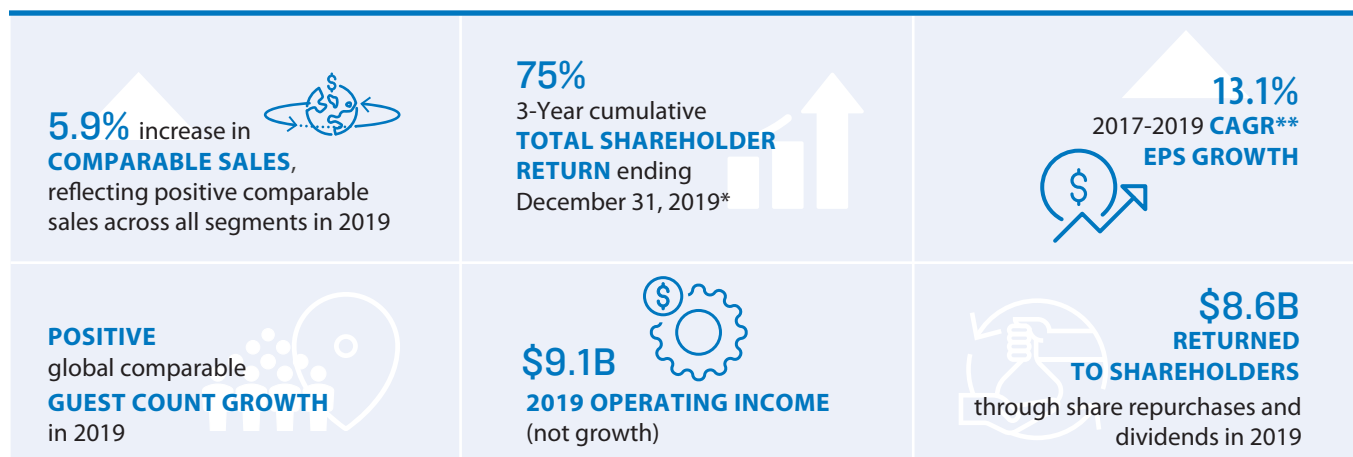 5.9% increase in
COMPARABLE SALES,
reflecting positive comparable
sales across all segments in 2019
$
75%
3-Year cumulative
TOTAL SHAREHOLDER
RETURN ending
December 31, 2019*
13.1%
2017-2019 CAGR**
EPS GROWTH
$
POSITIVE
global comparable
GUEST COUNT GROWTH
in 2019
$
$9.1B
2019 OPERATING INCOME
(not growth)
$8.6B
RETURNED
TO SHAREHOLDERS
through share repurchases and
dividends in 2019